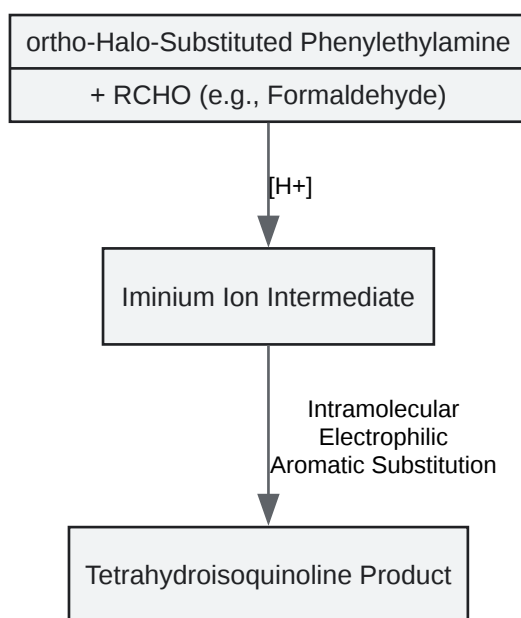 ortho-Halo-Substituted Phenylethylamine
+ RCHO (e.g., Formaldehyde)
[H+]
Iminium Ion Intermediate
Intramolecular
Electrophilic
Aromatic Substitution
Tetrahydroisoquinoline Product